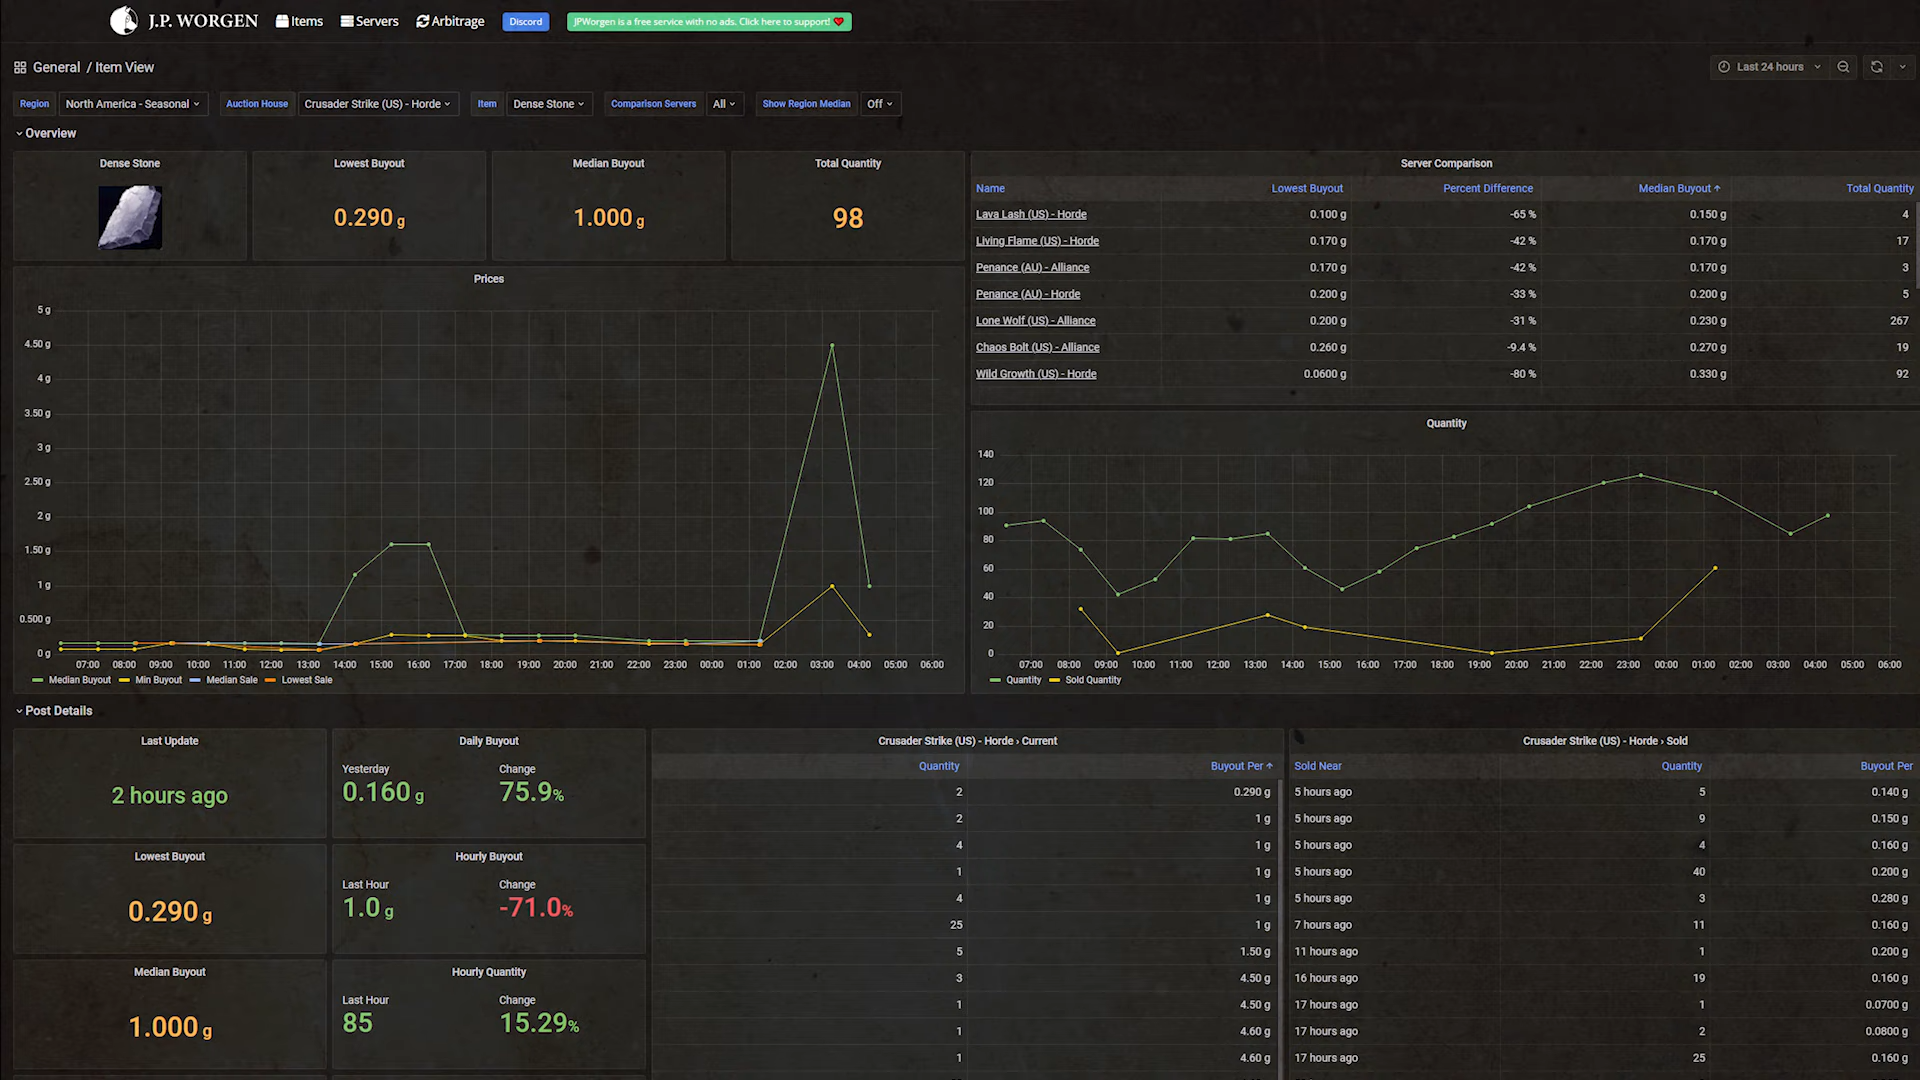 J.P. WORGEN Items Servers Arbitrage Discord JPWorgen is a free service with no ads. Click here to support!
General / Item View Last 24 hours
Region North America - Seasonal Auction House Crusader Strike (US) - Horde Item Dense Stone Comparison Servers All Show Region Median Off
Overview
Dense Stone
Lowest Buyout
0.290 g
Median Buyout
1.000 g
Total Quantity
98
Server Comparison
Name Lowest Buyout Percent Difference Median Buyout Total Quantity
Lava Lash (US) - Horde 0.100 g -65 % 0.150 g 4
Living Flame (US) - Horde 0.170 g -42 % 0.170 g 17
Penance (AU) - Alliance 0.170 g -42 % 0.170 g 3
Penance (AU) - Horde 0.200 g -33 % 0.200 g 5
Lone Wolf (US) - Alliance 0.200 g -31 % 0.230 g 267
Chaos Bolt (US) - Alliance 0.260 g -9.4 % 0.270 g 19
Wild Growth (US) - Horde 0.0600 g -80 % 0.330 g 92
Prices
5 g
4.50 g
4 g
3.50 g
3 g
2.50 g
2 g
1.50 g
1 g
0.500 g
0 g
07:00 08:00 09:00 10:00 11:00 12:00 13:00 14:00 15:00 16:00 17:00 18:00 19:00 20:00 21:00 22:00 23:00 00:00 01:00 02:00 03:00 04:00 05:00 06:00
Median Buyout Min Buyout Median Sale Lowest Sale
Quantity
140
120
100
80
60
40
20
0
07:00 08:00 09:00 10:00 11:00 12:00 13:00 14:00 15:00 16:00 17:00 18:00 19:00 20:00 21:00 22:00 23:00 00:00 01:00 02:00 03:00 04:00 05:00 06:00
Quantity Sold Quantity
Post Details
Last Update
2 hours ago
Daily Buyout
Yesterday Change
0.160 g 75.9%
Lowest Buyout
0.290 g
Hourly Buyout
Last Hour Change
1.0 g -71.0%
Median Buyout
1.000 g
Hourly Quantity
Last Hour Change
85 15.29%
Crusader Strike (US) - Horde › Current
Quantity Buyout Per
2 0.290 g
2 1 g
4 1 g
1 1 g
4 1 g
25 1 g
5 1.50 g
3 4.50 g
1 4.50 g
1 4.60 g
1 4.60 g
Crusader Strike (US) - Horde › Sold
Sold Near Quantity Buyout Per
5 hours ago 5 0.140 g
5 hours ago 9 0.150 g
5 hours ago 4 0.160 g
5 hours ago 40 0.200 g
5 hours ago 3 0.280 g
7 hours ago 11 0.160 g
11 hours ago 1 0.200 g
16 hours ago 19 0.160 g
17 hours ago 1 0.0700 g
17 hours ago 2 0.0800 g
17 hours ago 25 0.160 g